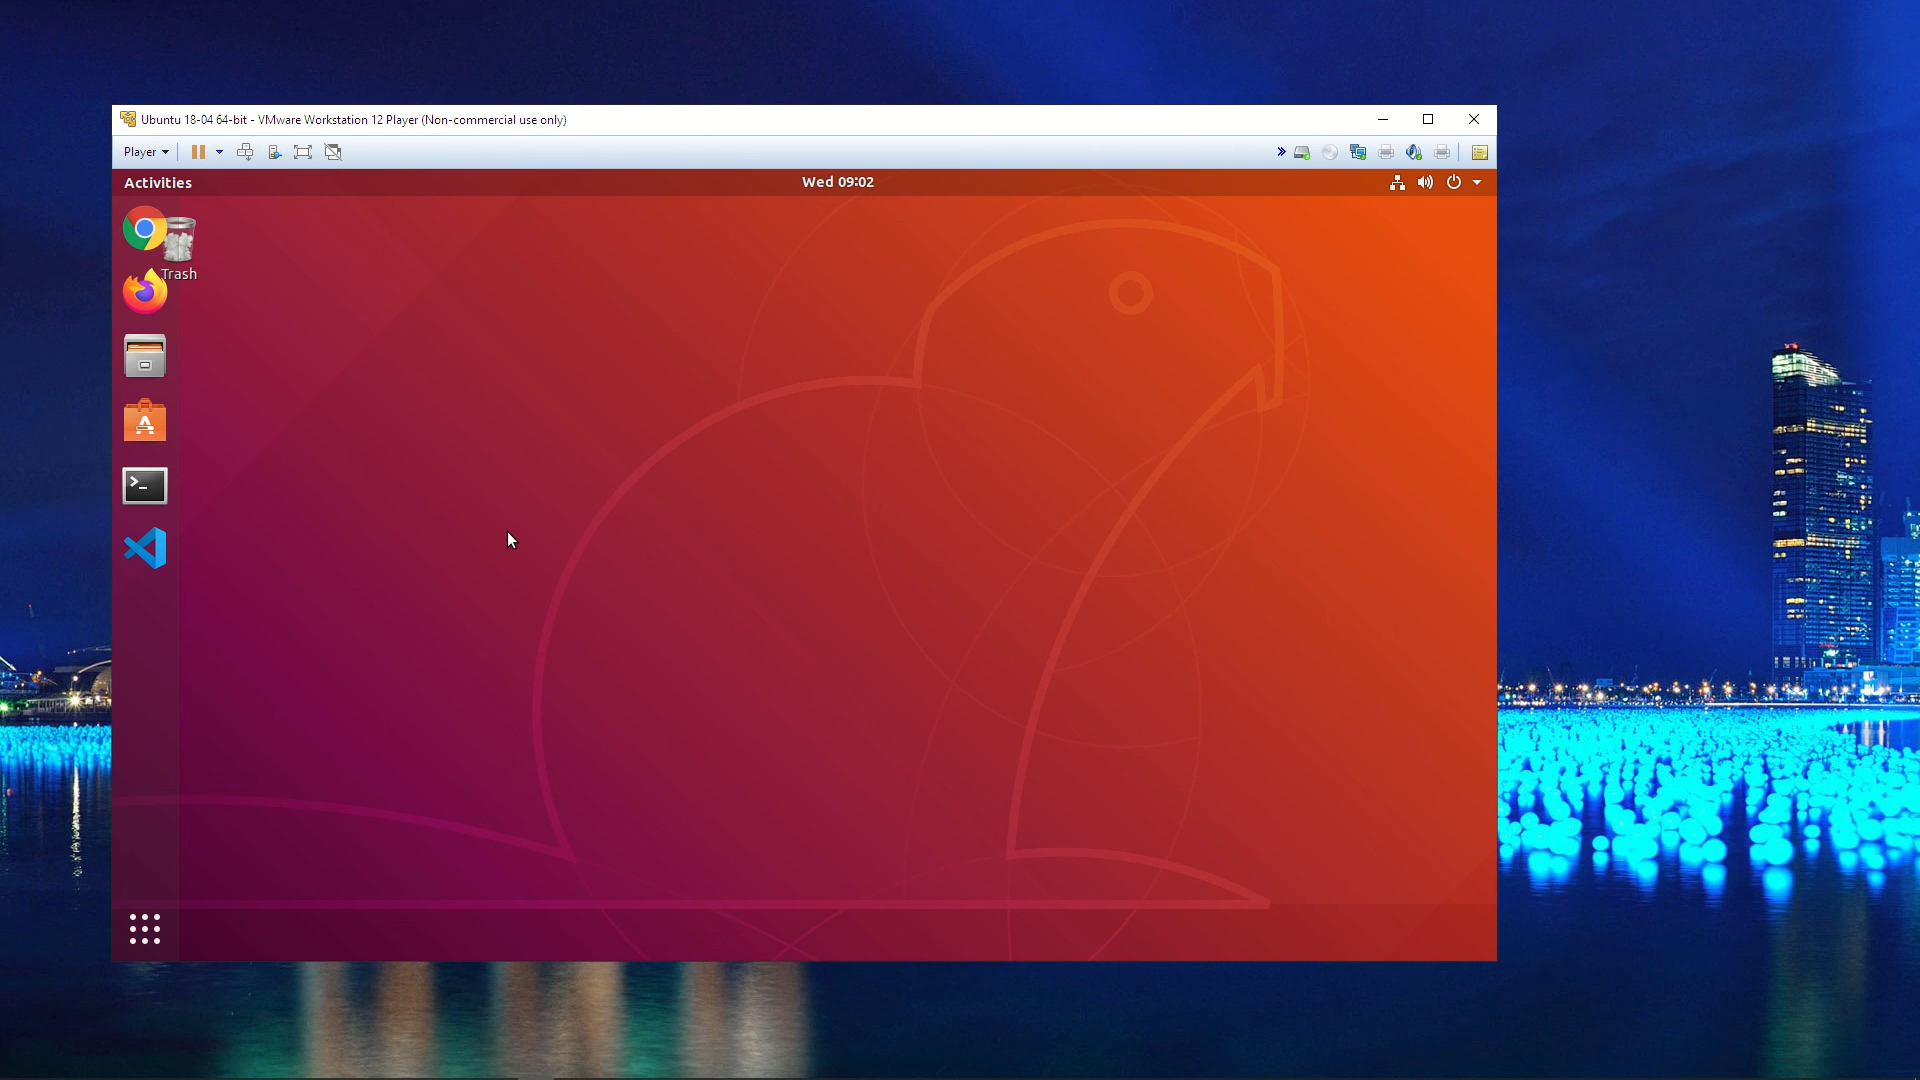 Ubuntu 18-04 64-bit - VMware Workstation 12 Player (Non-commercial use only)
Player
Activities
Wed 09:02
Trash